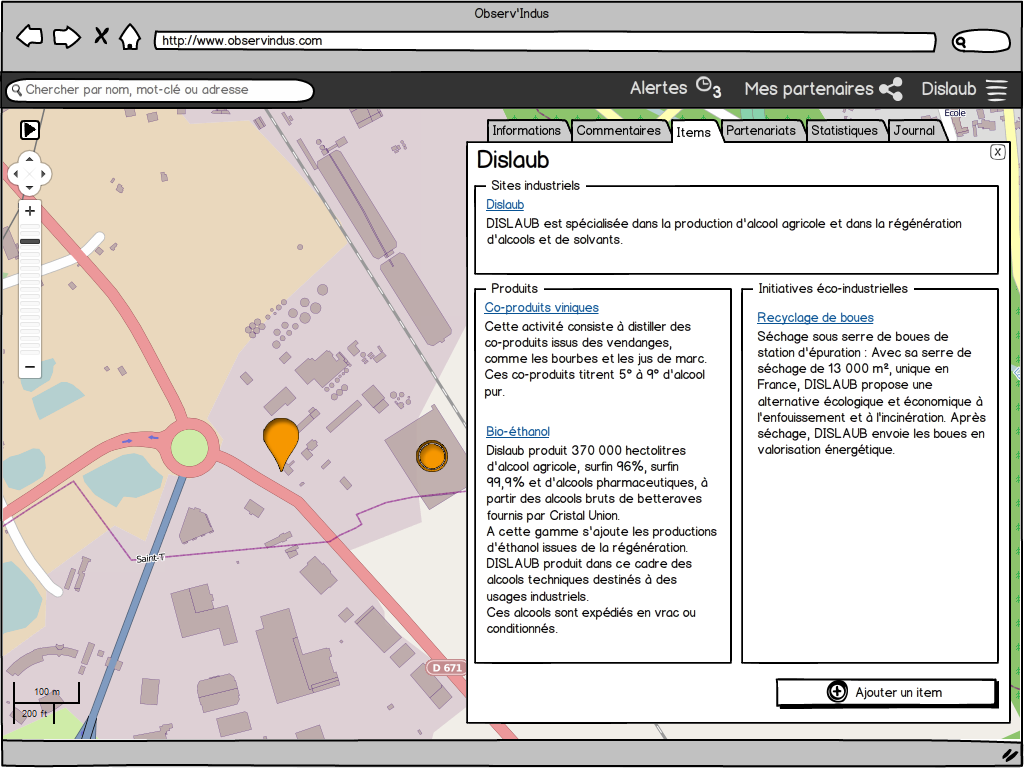 Observ'Indus
http://www.observindus.com
Chercher par nom, mot-clé ou adresse
Alertes 3
Mes partenaires
Dislaub
École
Informations
Commentaires
Items
Partenariats
Statistiques
Journal
Dislaub
X
Sites industriels
Dislaub
DISLAUB est spécialisée dans la production d'alcool agricole et dans la régénération
d'alcools et de solvants.
Produits
Co-produits viniques
Cette activité consiste à distiller des
co-produits issus des vendanges,
comme les bourbes et les jus de marc.
Ces co-produits titrent 5° à 9° d'alcool
pur.
Bio-éthanol
Dislaub produit 370 000 hectolitres
d'alcool agricole, surfin 96%, surfin
99,9% et d'alcools pharmaceutiques, à
partir des alcools bruts de betteraves
fournis par Cristal Union.
A cette gamme s'ajoute les productions
d'éthanol issues de la régénération.
DISLAUB produit dans ce cadre des
alcools techniques destinés à des
usages industriels.
Ces alcools sont expédiés en vrac ou
conditionnés.
Initiatives éco-industrielles
Recyclage de boues
Séchage sous serre de boues de
station d'épuration : Avec sa serre de
séchage de 13 000 m², unique en
France, DISLAUB propose une
alternative écologique et économique à
l'enfouissement et à l'incinération. Après
séchage, DISLAUB envoie les boues en
valorisation énergétique.
Ajouter un item
Saint-T
D 671
100 m
200 ft